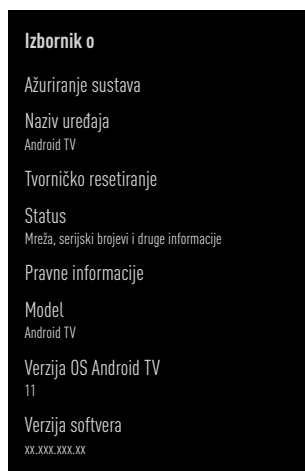 Izbornik o
Ažuriranje sustava
Naziv uređaja
Android TV
Tvorničko resetiranje
Status
Mreža, serijski brojevi i druge informacije
Pravne informacije
Model
Android TV
Verzija OS Android TV
11
Verzija softvera
xx.xxx.xxx.xx